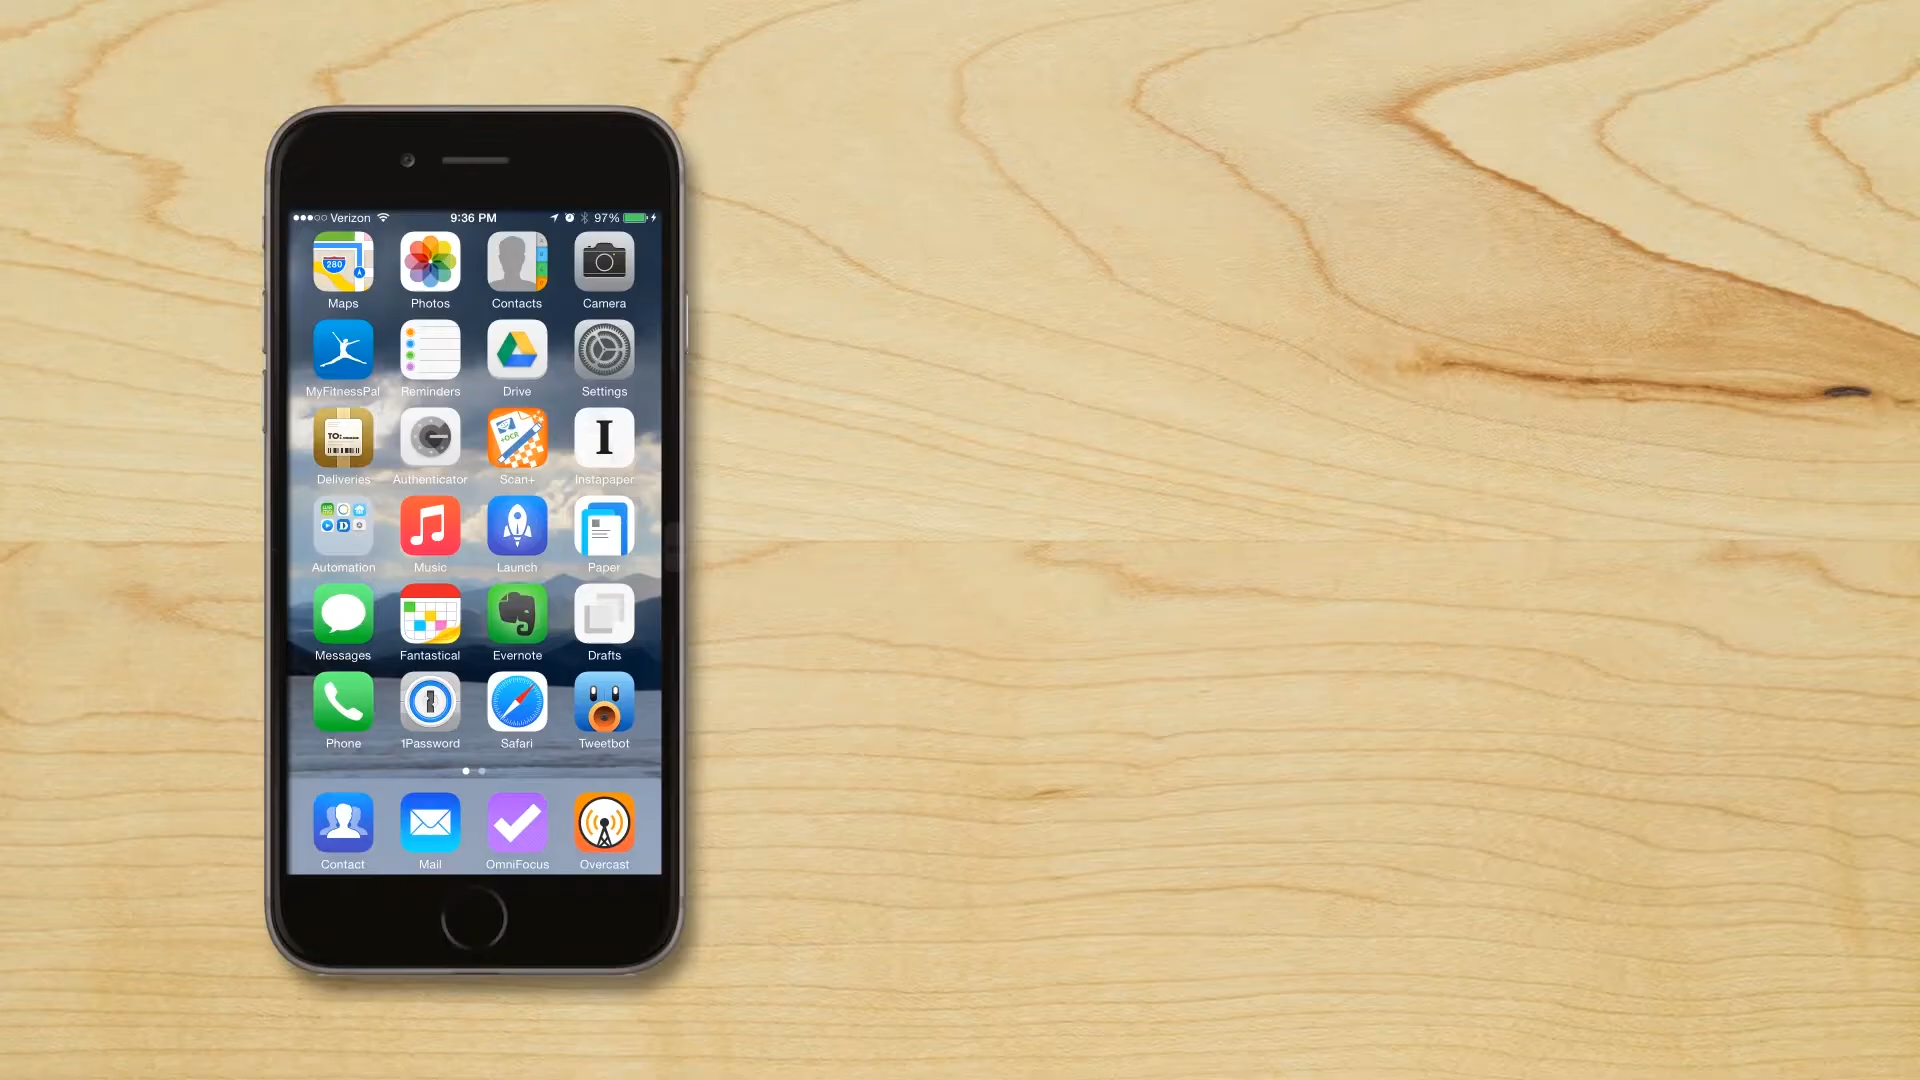 Verizon 9:36 PM 97%
280
Maps Photos Contacts Camera
MyFitnessPal Reminders Drive Settings
TO:
+OCR
I
Deliveries Authenticator Scan+ Instapaper
Automation Music Launch Paper
Messages Fantastical Evernote Drafts
Phone 1Password Safari Tweetbot
Contact Mail OmniFocus Overcast